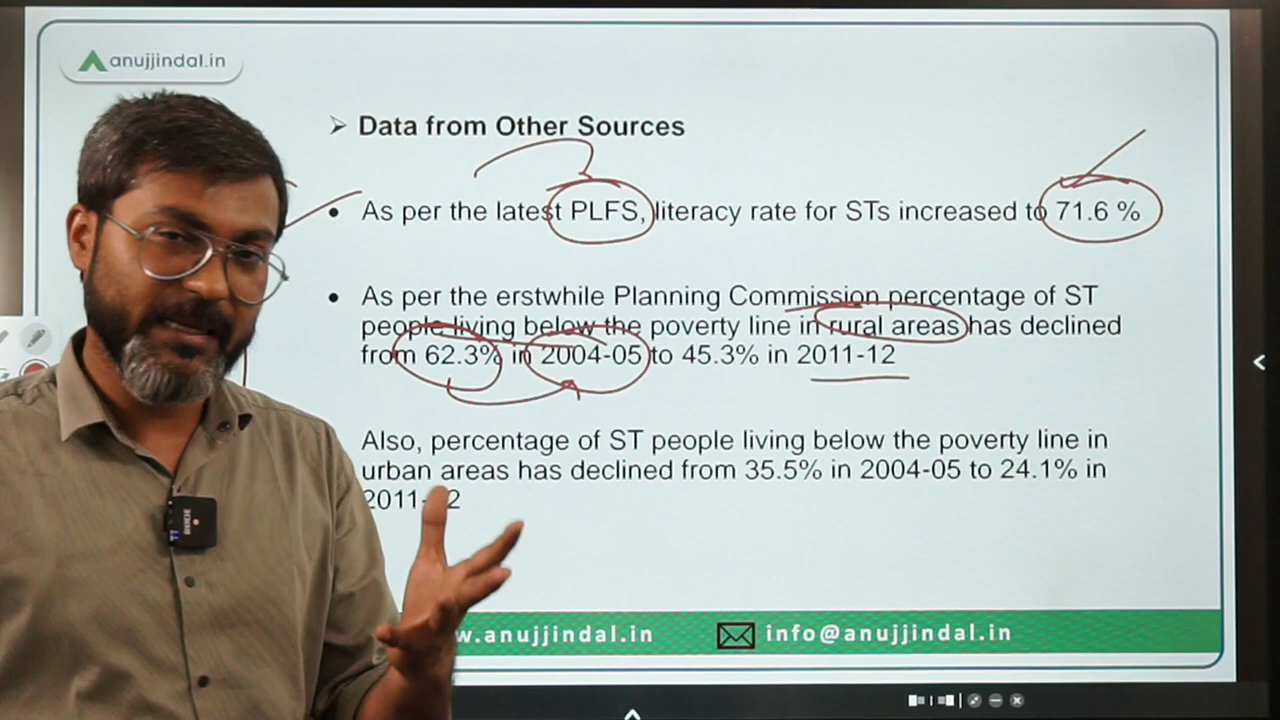 anujjindal.in
➢ Data from Other Sources
• As per the latest PLFS, literacy rate for STs increased to 71.6 %
• As per the erstwhile Planning Commission percentage of ST
people living below the poverty line in rural areas has declined
from 62.3% in 2004-05 to 45.3% in 2011-12
Also, percentage of ST people living below the poverty line in
urban areas has declined from 35.5% in 2004-05 to 24.1% in
2011- 2
RODE
w.anujjindal.in info@anujjindal.in